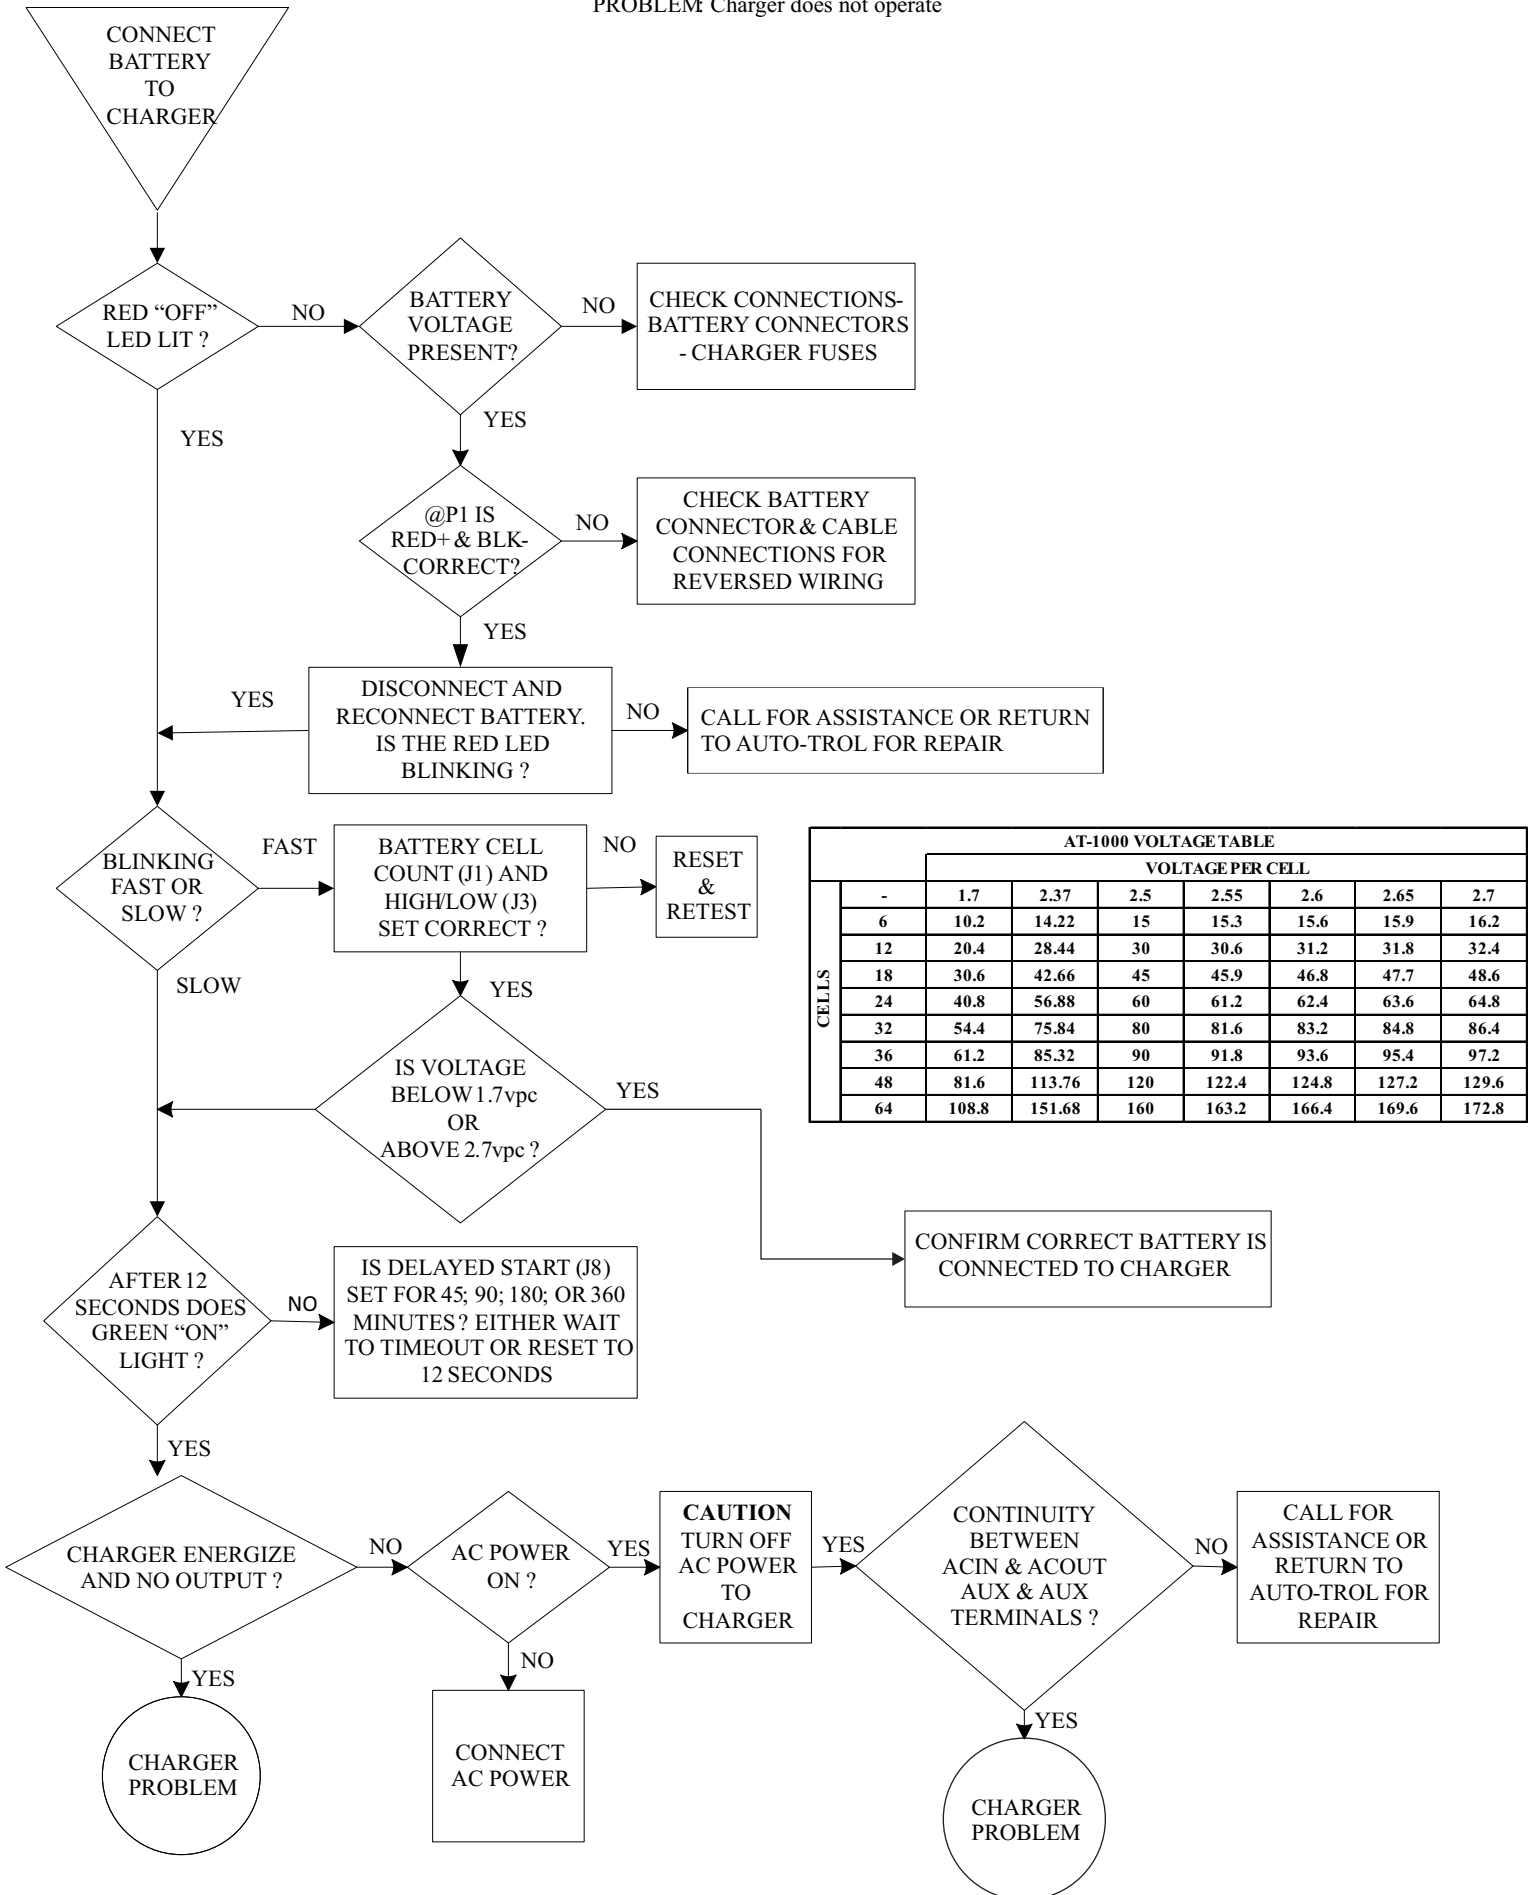 PROBLEM: Charger does not operate
CONNECT
BATTERY
TO
CHARGER
RED “OFF”
LED LIT ?
NO
BATTERY
VOLTAGE
PRESENT?
NO
CHECK CONNECTIONS-
BATTERY CONNECTORS
- CHARGER FUSES
YES
YES
@P1 IS
RED+ & BLK-
CORRECT?
NO
CHECK BATTERY
CONNECTOR & CABLE
CONNECTIONS FOR
REVERSED WIRING
YES
DISCONNECT AND
RECONNECT BATTERY.
IS THE RED LED
BLINKING ?
YES
NO
CALL FOR ASSISTANCE OR RETURN
TO AUTO-TROL FOR REPAIR
BLINKING
FAST OR
SLOW ?
FAST
BATTERY CELL
COUNT (J1) AND
HIGH/LOW (J3)
SET CORRECT ?
NO
RESET
&
RETEST
SLOW
YES
AT-1000 VOLTAGE TABLE
VOLTAGE PER CELL
CELLS
- 1.7 2.37 2.5 2.55 2.6 2.65 2.7
6 10.2 14.22 15 15.3 15.6 15.9 16.2
12 20.4 28.44 30 30.6 31.2 31.8 32.4
18 30.6 42.66 45 45.9 46.8 47.7 48.6
24 40.8 56.88 60 61.2 62.4 63.6 64.8
32 54.4 75.84 80 81.6 83.2 84.8 86.4
36 61.2 85.32 90 91.8 93.6 95.4 97.2
48 81.6 113.76 120 122.4 124.8 127.2 129.6
64 108.8 151.68 160 163.2 166.4 169.6 172.8
IS VOLTAGE
BELOW 1.7vpc
OR
ABOVE 2.7vpc ?
YES
CONFIRM CORRECT BATTERY IS
CONNECTED TO CHARGER
AFTER 12
SECONDS DOES
GREEN “ON”
LIGHT ?
NO
IS DELAYED START (J8)
SET FOR 45; 90; 180; OR 360
MINUTES? EITHER WAIT
TO TIMEOUT OR RESET TO
12 SECONDS
YES
CHARGER ENERGIZE
AND NO OUTPUT ?
NO
AC POWER
ON ?
YES
CAUTION
TURN OFF
AC POWER
TO
CHARGER
YES
CONTINUITY
BETWEEN
ACIN & ACOUT
AUX & AUX
TERMINALS ?
NO
CALL FOR
ASSISTANCE OR
RETURN TO
AUTO-TROL FOR
REPAIR
YES
CHARGER
PROBLEM
NO
CONNECT
AC POWER
YES
CHARGER
PROBLEM